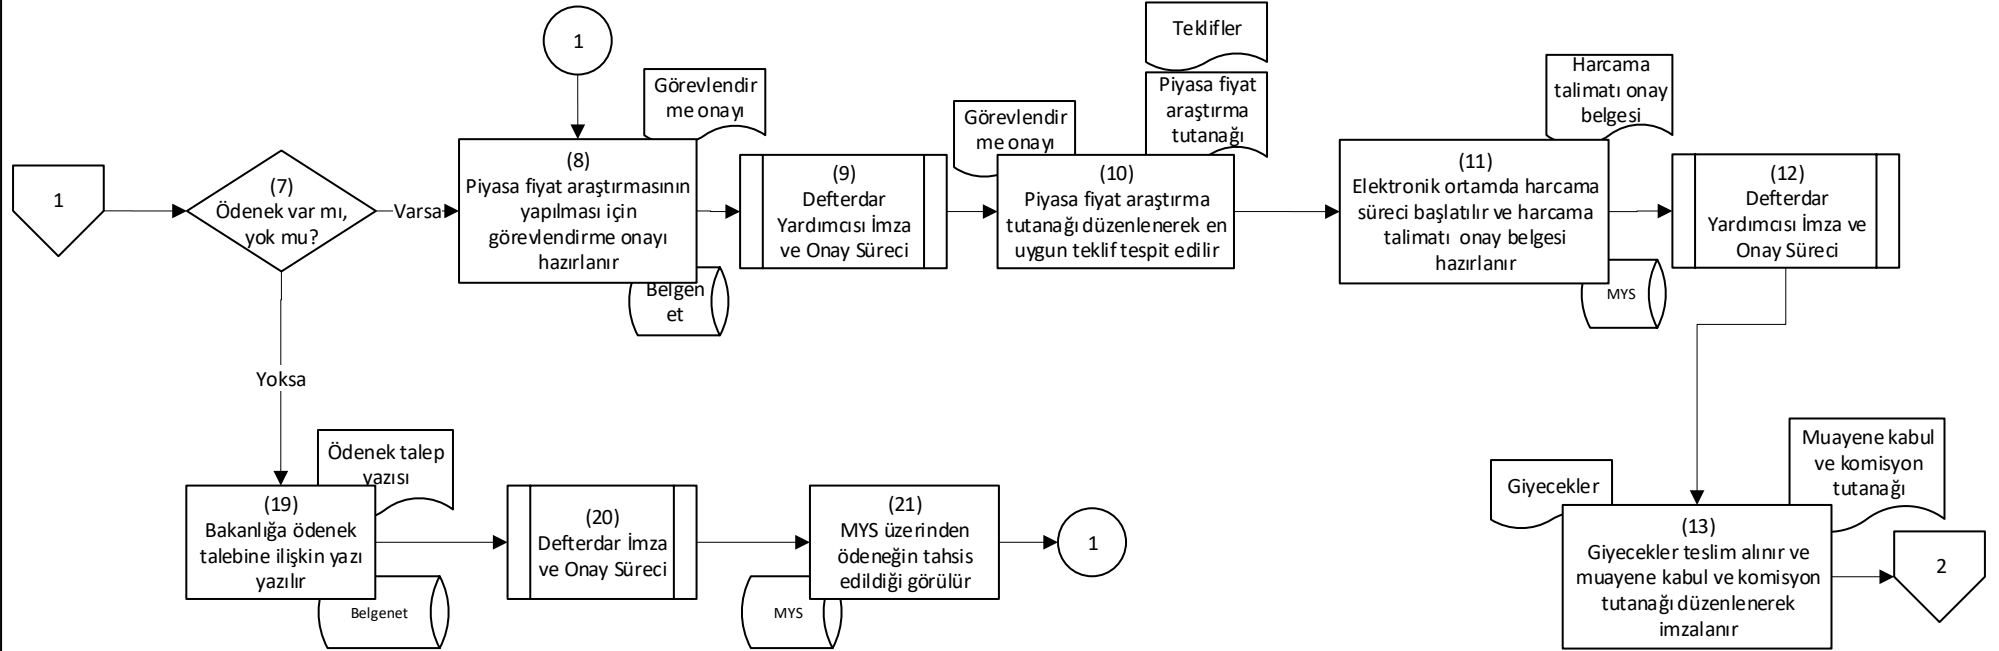 1
(7)
Ödenek var mı,
yok mu?
Varsa
1
Görevlendir
me onayı
(8)
Piyasa fiyat araştırmasının
yapılması için
görevlendirme onayı
hazırlanır
Belgen
et
(9)
Defterdar
Yardımcısı İmza
ve Onay Süreci
Görevlendir
me onayı
Teklifler
Piyasa fiyat
araştırma
tutanağı
(10)
Piyasa fiyat araştırma
tutanağı düzenlenerek en
uygun teklif tespit edilir
Harcama
talimatı onay
belgesi
(11)
Elektronik ortamda harcama
süreci başlatılır ve harcama
talimatı onay belgesi
hazırlanır
MYS
(12)
Defterdar
Yardımcısı İmza ve
Onay Süreci
Yoksa
Ödenek talep
yazısı
(19)
Bakanlığa ödenek
talebine ilişkin yazı
yazılır
Belgenet
(20)
Defterdar İmza
ve Onay Süreci
(21)
MYS üzerinden
ödeneğin tahsis
edildiği görülür
MYS
1
Giyecekler
Muayene kabul
ve komisyon
tutanağı
(13)
Giyecekler teslim alınır ve
muayene kabul ve komisyon
tutanağı düzenlenerek
imzalanır
2